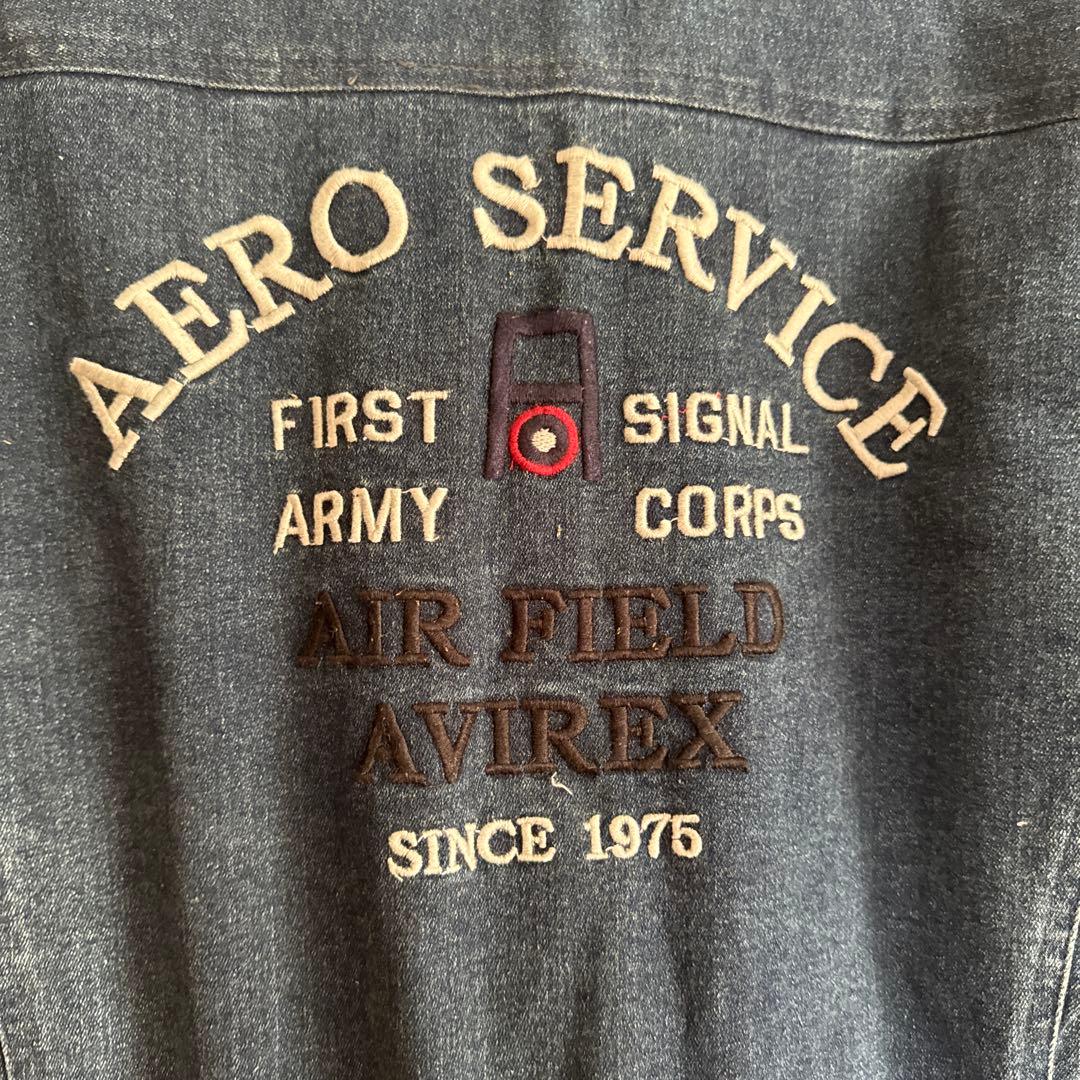 AERO SERVICE
FIRST SIGNAL
ARMY CORPS
AIR FIELD
AVIREX
SINCE 1975